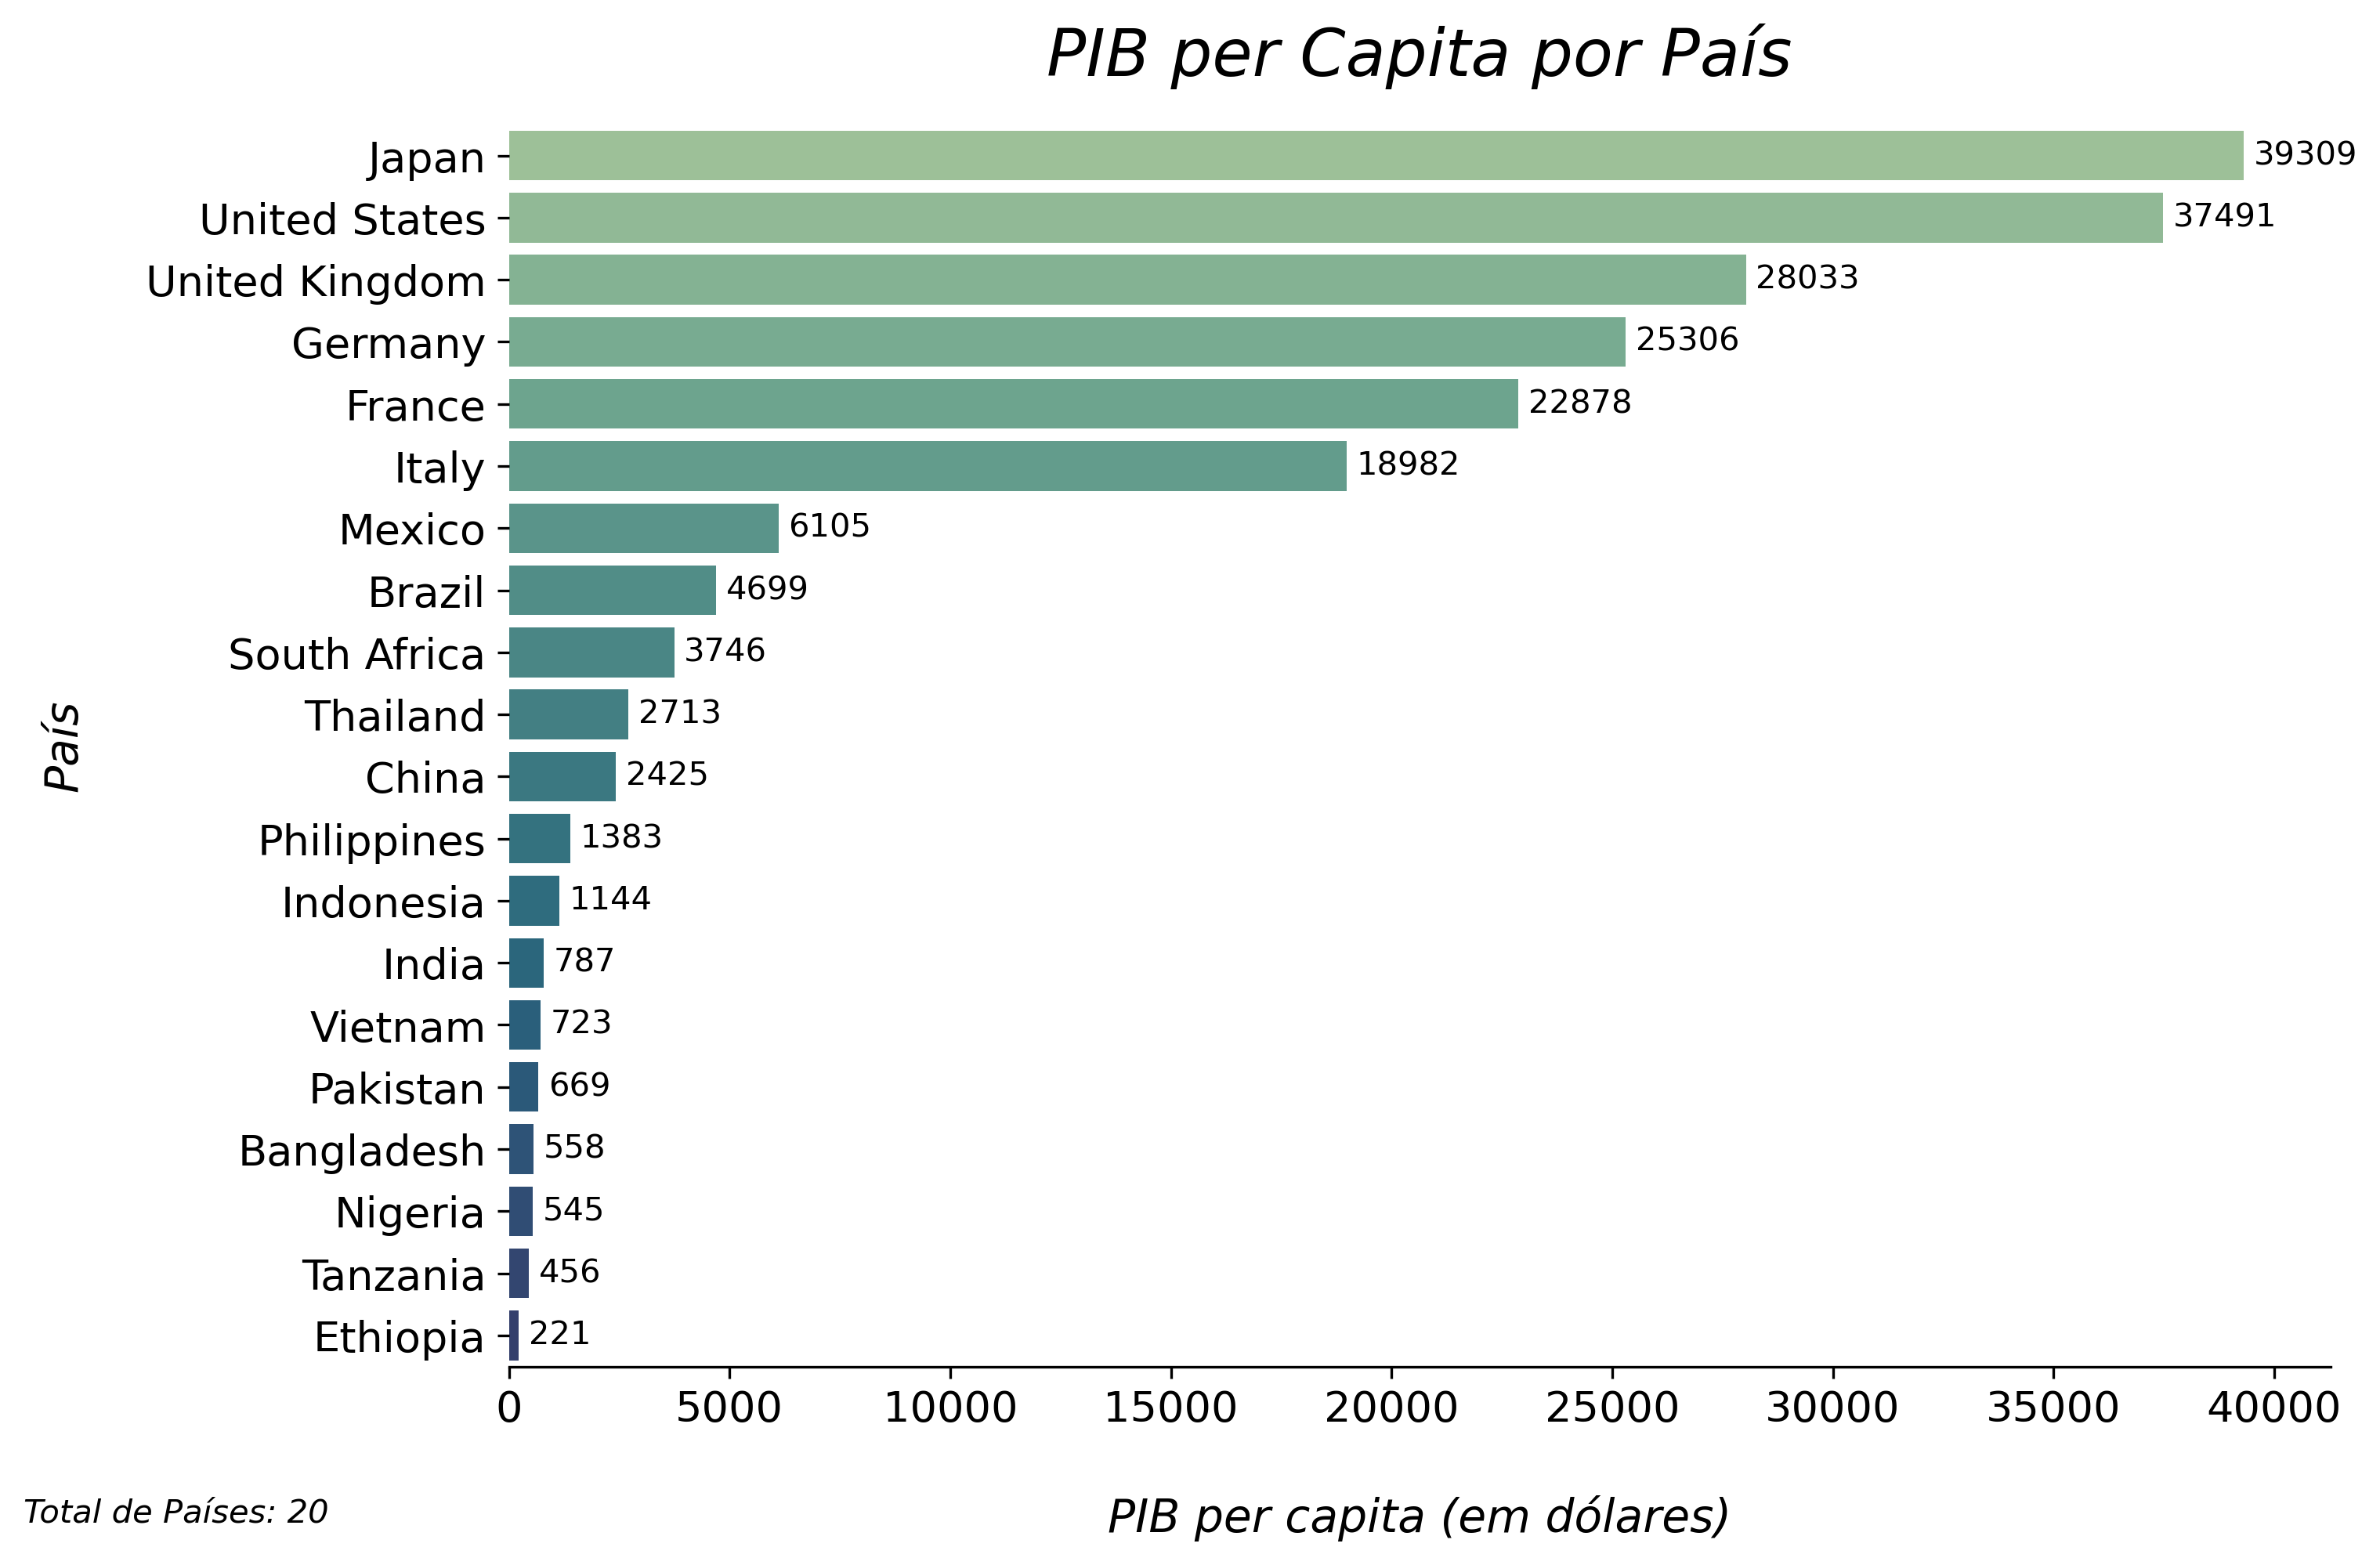 PIB per Capita por País
Japan 39309
United States 37491
United Kingdom 28033
Germany 25306
France 22878
Italy 18982
Mexico 6105
Brazil 4699
South Africa 3746
Thailand 2713
China 2425
Philippines 1383
Indonesia 1144
India 787
Vietnam 723
Pakistan 669
Bangladesh 558
Nigeria 545
Tanzania 456
Ethiopia 221
País
0 5000 10000 15000 20000 25000 30000 35000 40000
PIB per capita (em dólares)
Total de Países: 20